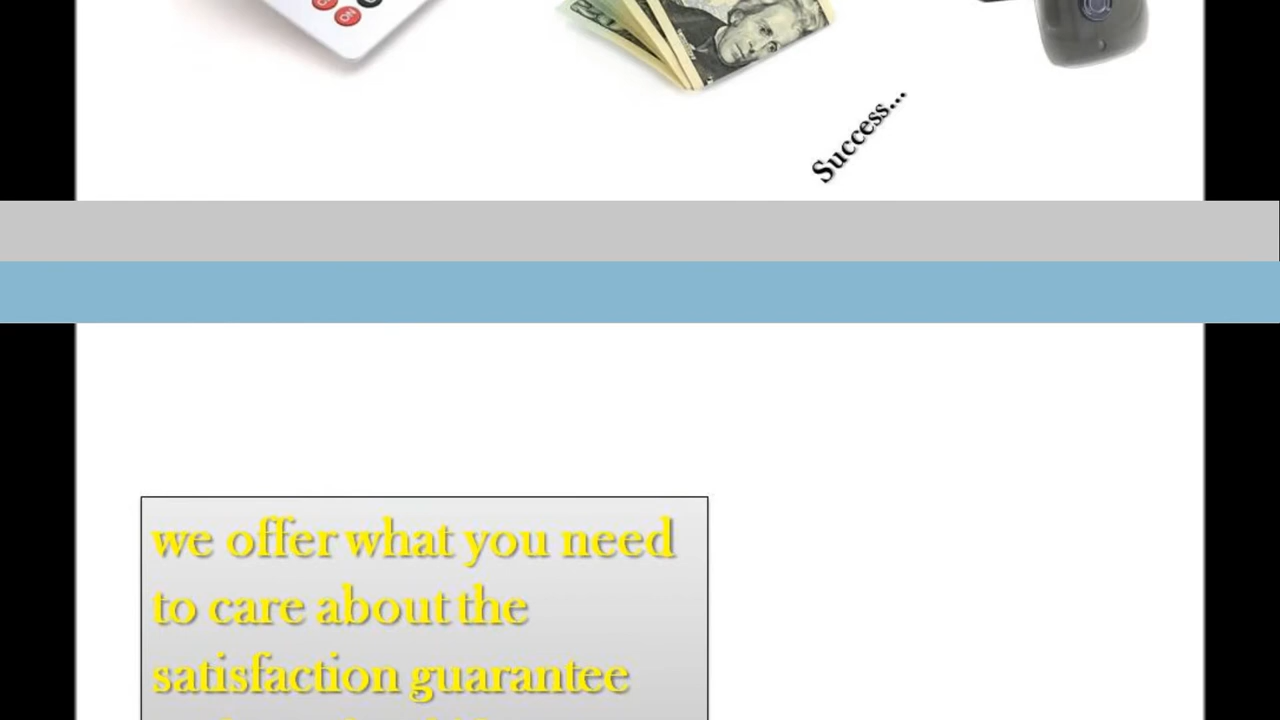 Success...
we offer what you need
to care about the
satisfaction guarantee